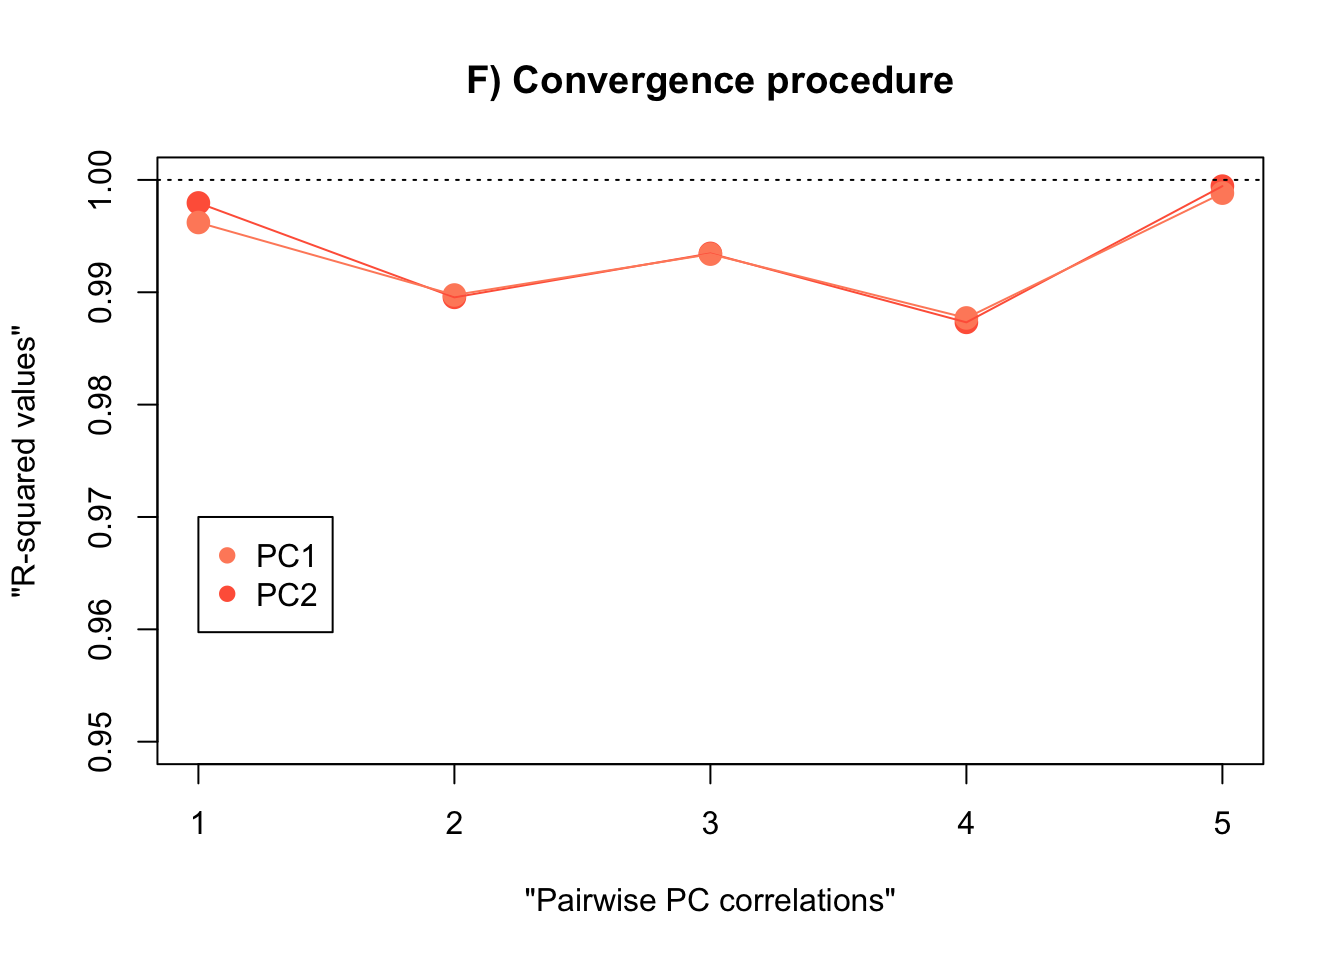 F) Convergence procedure
1.00
0.99
0.98
0.97
0.96
0.95
"R-squared values"
PC1
PC2
1 2 3 4 5
"Pairwise PC correlations"